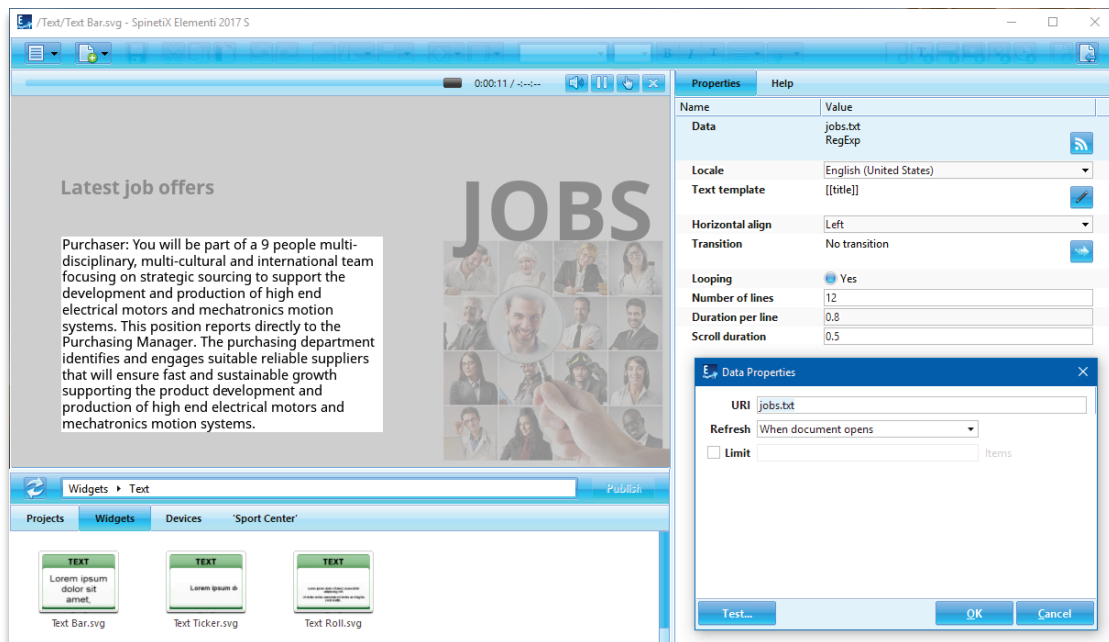 /Text/Text Bar.svg - SpinetiX Elementi 2017 S
B I T
0:00:11 / -:--:--
Latest job offers
JOBS
Purchaser: You will be part of a 9 people multi-
disciplinary, multi-cultural and international team
focusing on strategic sourcing to support the
development and production of high end
electrical motors and mechatronics motion
systems. This position reports directly to the
Purchasing Manager. The purchasing department
identifies and engages suitable reliable suppliers
that will ensure fast and sustainable growth
supporting the product development and
production of high end electrical motors and
mechatronics motion systems.
Widgets ▸ Text
Publish
Projects Widgets Devices 'Sport Center'
TEXT
Lorem ipsum
dolor sit
amet,
Text Bar.svg
TEXT
Lorem ipsum d
Text Ticker.svg
TEXT
Text Roll.svg
Properties Help
Name Value
Data jobs.txt
RegExp
Locale English (United States)
Text template [[title]]
Horizontal align Left
Transition No transition
Looping Yes
Number of lines 12
Duration per line 0.8
Scroll duration 0.5
Data Properties
URI jobs.txt
Refresh When document opens
Limit Items
Test... OK Cancel